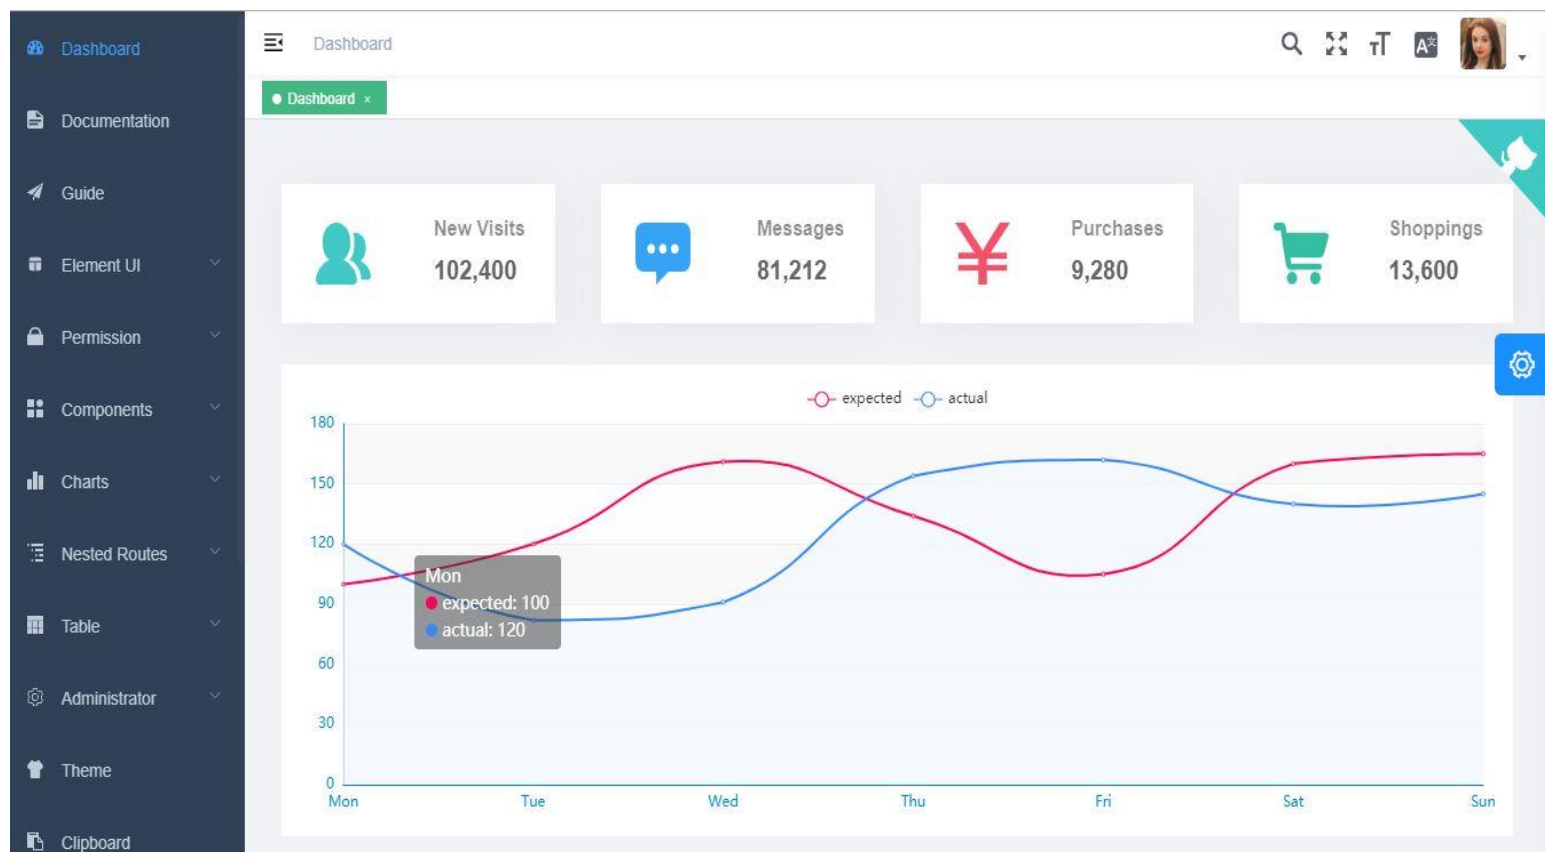 Dashboard
Documentation
Guide
Element UI
Permission
Components
Charts
Nested Routes
Table
Administrator
Theme
Clipboard
Dashboard
Dashboard ×
New Visits
102,400
Messages
81,212
Purchases
9,280
Shoppings
13,600
expected actual
180
150
120
90
60
30
0
Mon
expected: 100
actual: 120
Mon Tue Wed Thu Fri Sat Sun